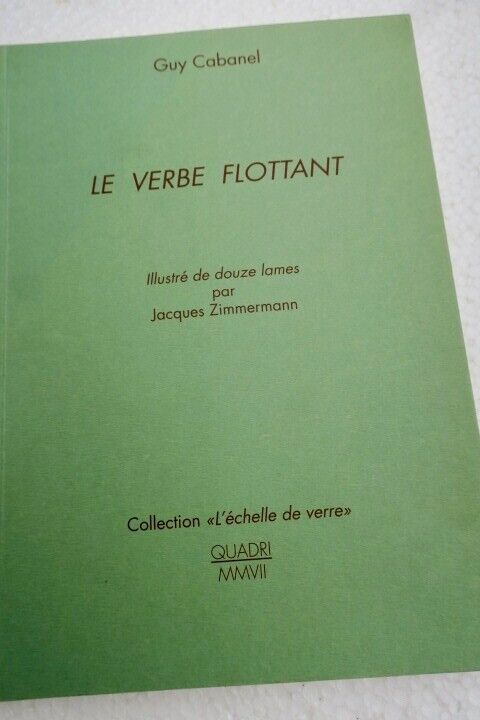 Guy Cabanel
LE VERBE FLOTTANT
Illustré de douze lames
par
Jacques Zimmermann
Collection «L'échelle de verre»
QUADRI
MMVII